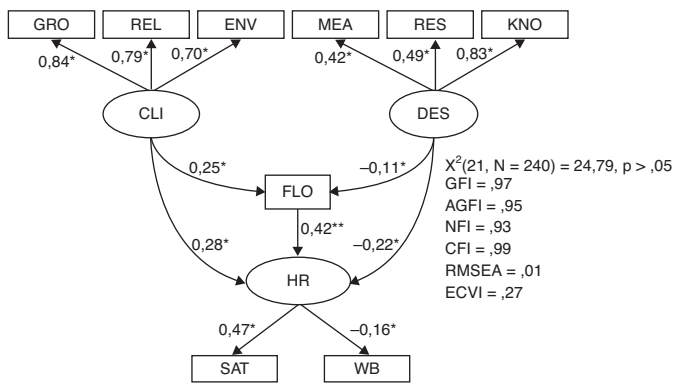 GRO REL ENV MEA RES KNO
0,84* 0,79* 0,70* 0,42* 0,49* 0,83*
CLI DES
0,25* –0,11*
FLO
0,42**
0,28* –0,22*
HR
0,47* –0,16*
SAT WB
X²(21, N = 240) = 24,79, p > ,05
GFI = ,97
AGFI = ,95
NFI = ,93
CFI = ,99
RMSEA = ,01
ECVI = ,27